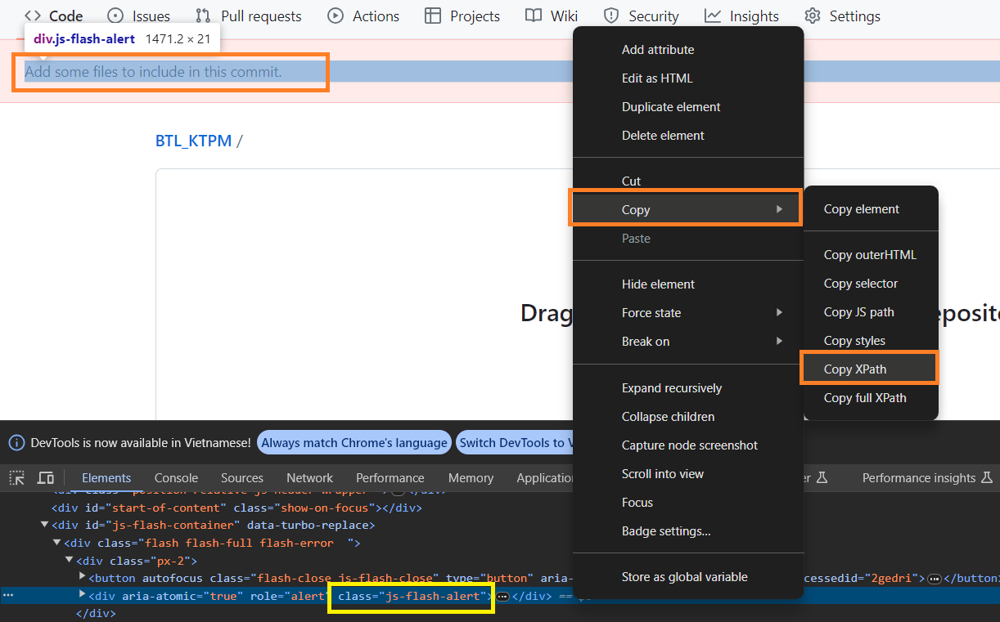 Code Issues Pull requests Actions Projects Wiki Security Insights Settings
div.js-flash-alert 1471.2 × 21
Add some files to include in this commit.
BTL_KTPM /
Drag
Add attribute
Edit as HTML
Duplicate element
Delete element
Cut
Copy
Paste
Hide element
Force state
Break on
Expand recursively
Collapse children
Capture node screenshot
Scroll into view
Focus
Badge settings...
Store as global variable
Copy element
Copy outerHTML
Copy selector
Copy JS path
Copy styles
Copy XPath
Copy full XPath
DevTools is now available in Vietnamese! Always match Chrome's language Switch DevTools to V
Elements Console Sources Network Performance Memory Application Performance insights
<div id="start-of-content" class="show-on-focus"></div>
<div id="js-flash-container" data-turbo-replace>
<div class="flash flash-full flash-error  ">
<div class="px-2">
<button autofocus class="flash-close js-flash-close" type="button" aria- cessedid="2gedri"> … </button>
<div aria-atomic="true" role="alert" class="js-flash-alert"> … </div> ==
</div>